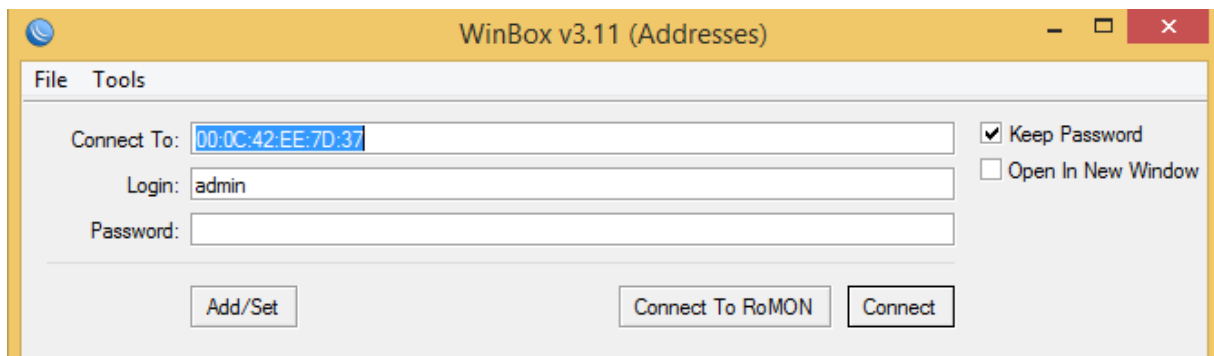 WinBox v3.11 (Addresses)
File Tools
Connect To: 00:0C:42:EE:7D:37
Keep Password
Open In New Window
Login: admin
Password:
Add/Set Connect To RoMON Connect